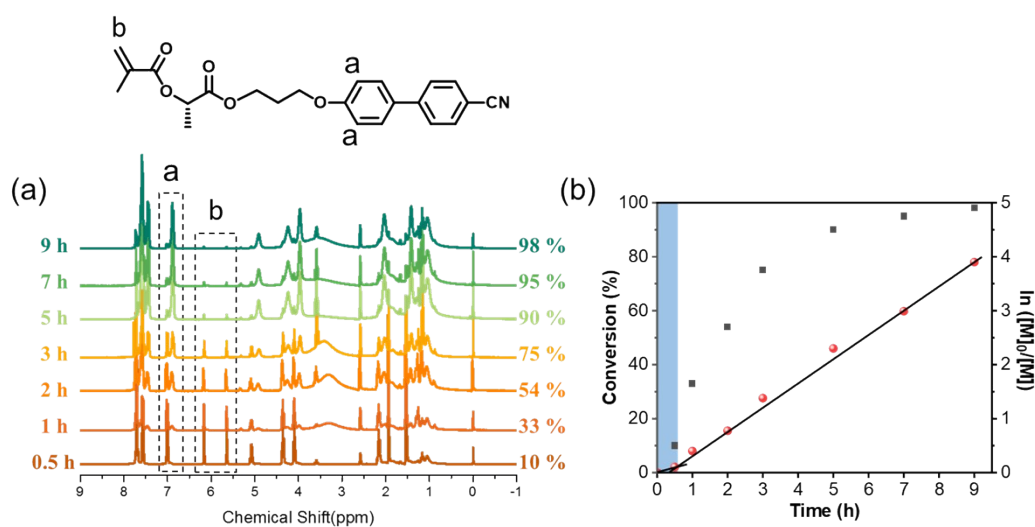 b
O
O
a
O
O
O
CN
a
(a)
a
b
9 h
98 %
7 h
95 %
5 h
90 %
3 h
75 %
2 h
54 %
1 h
33 %
0.5 h
10 %
9 8 7 6 5 4 3 2 1 0 -1
Chemical Shift(ppm)
(b)
100 5
80 4
60 3
40 2
20 1
0 0
0 1 2 3 4 5 6 7 8 9
Conversion (%)
ln ([M]₀/[M])
Time (h)